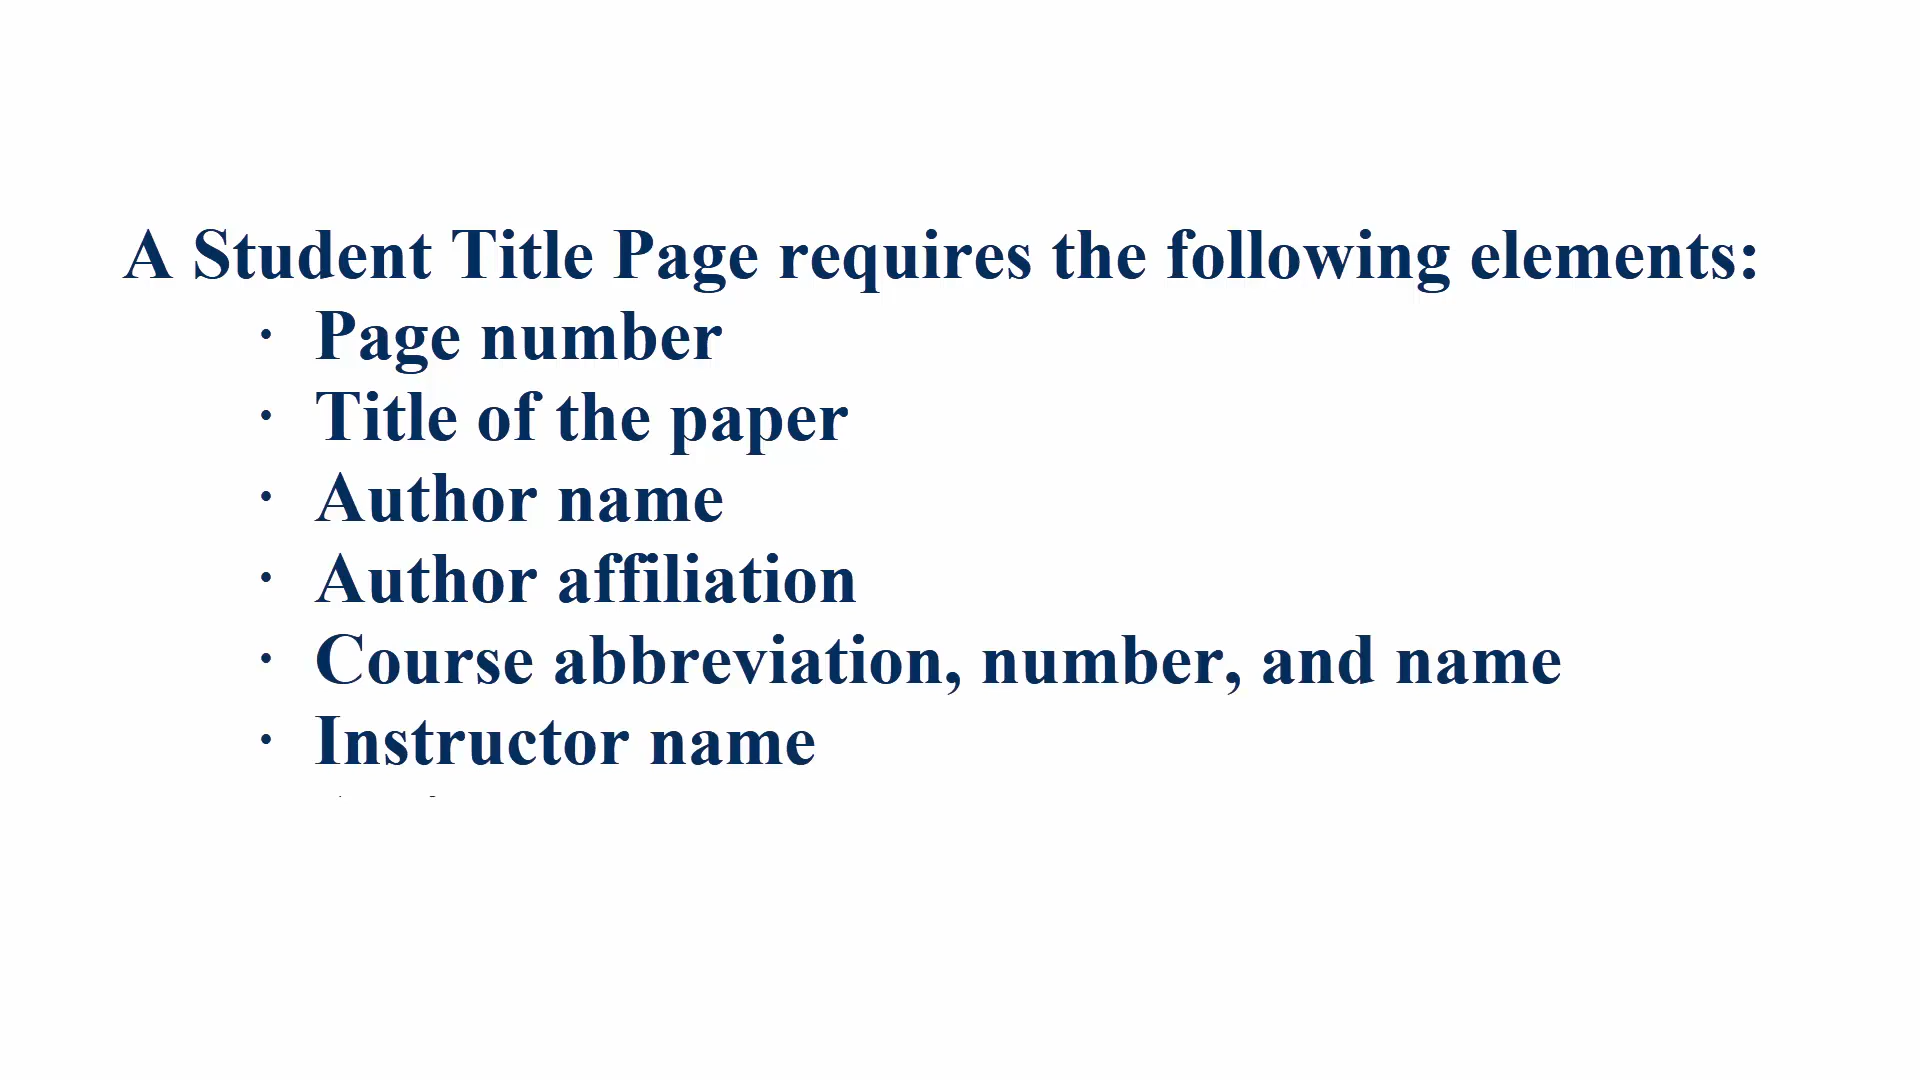 A Student Title Page requires the following elements:
· Page number
· Title of the paper
· Author name
· Author affiliation
· Course abbreviation, number, and name
· Instructor name